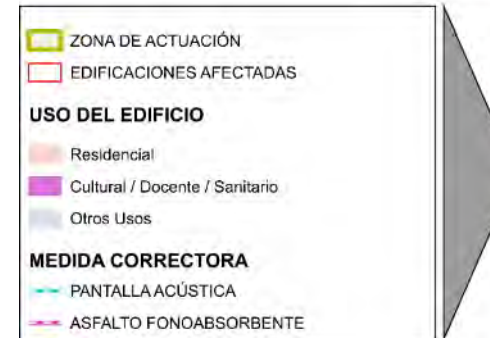 ZONA DE ACTUACIÓN
EDIFICACIONES AFECTADAS
USO DEL EDIFICIO
Residencial
Cultural / Docente / Sanitario
Otros Usos
MEDIDA CORRECTORA
PANTALLA ACÚSTICA
ASFALTO FONOABSORBENTE